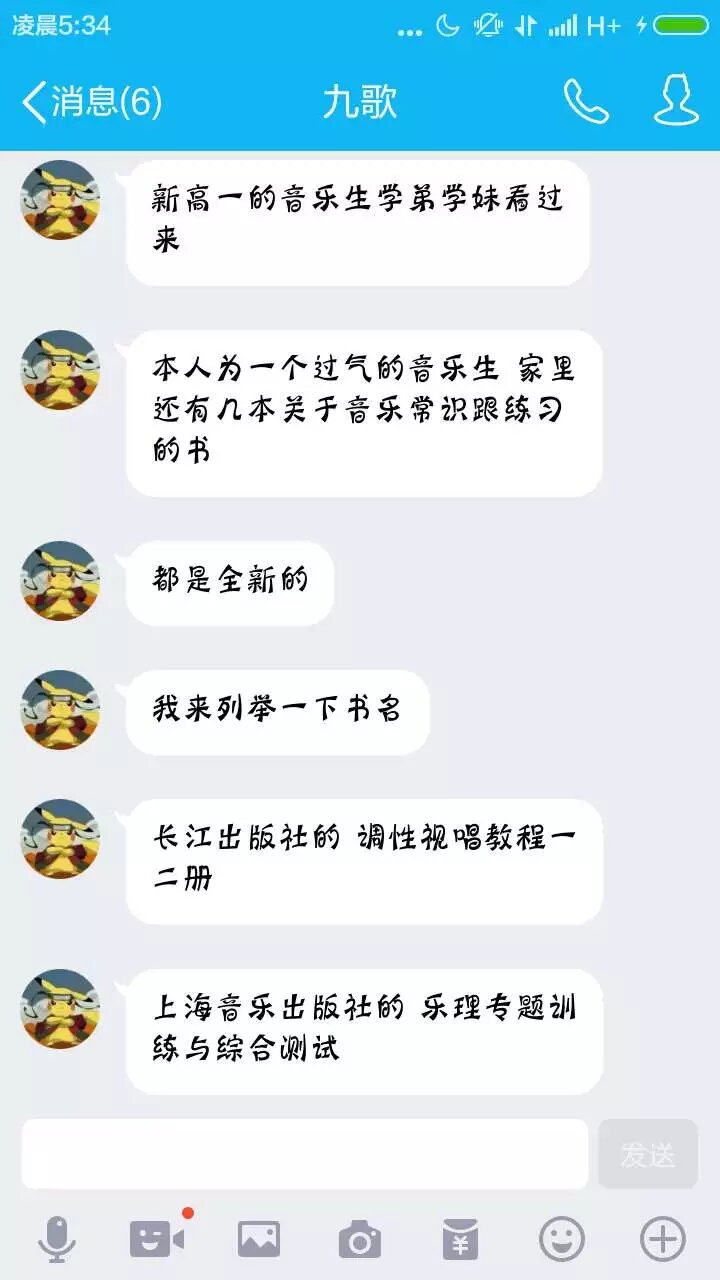 凌晨5:34
... H+
消息(6)
九歌
新高一的音乐生学弟学妹看过
来
本人为一个过气的音乐生 家里
还有几本关于音乐常识跟练习
的书
都是全新的
我来列举一下书名
长江出版社的 调性视唱教程一
二册
上海音乐出版社的 乐理专题训
练与综合测试
发送